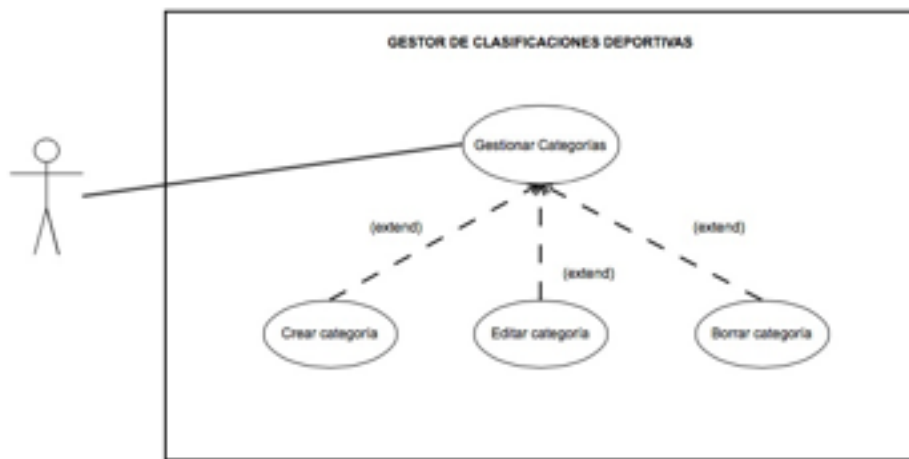 GESTOR DE CLASIFICACIONES DEPORTIVAS
Gestionar Categorías
(extend)
(extend)
(extend)
Crear categoría
Editar categoría
Borrar categoría